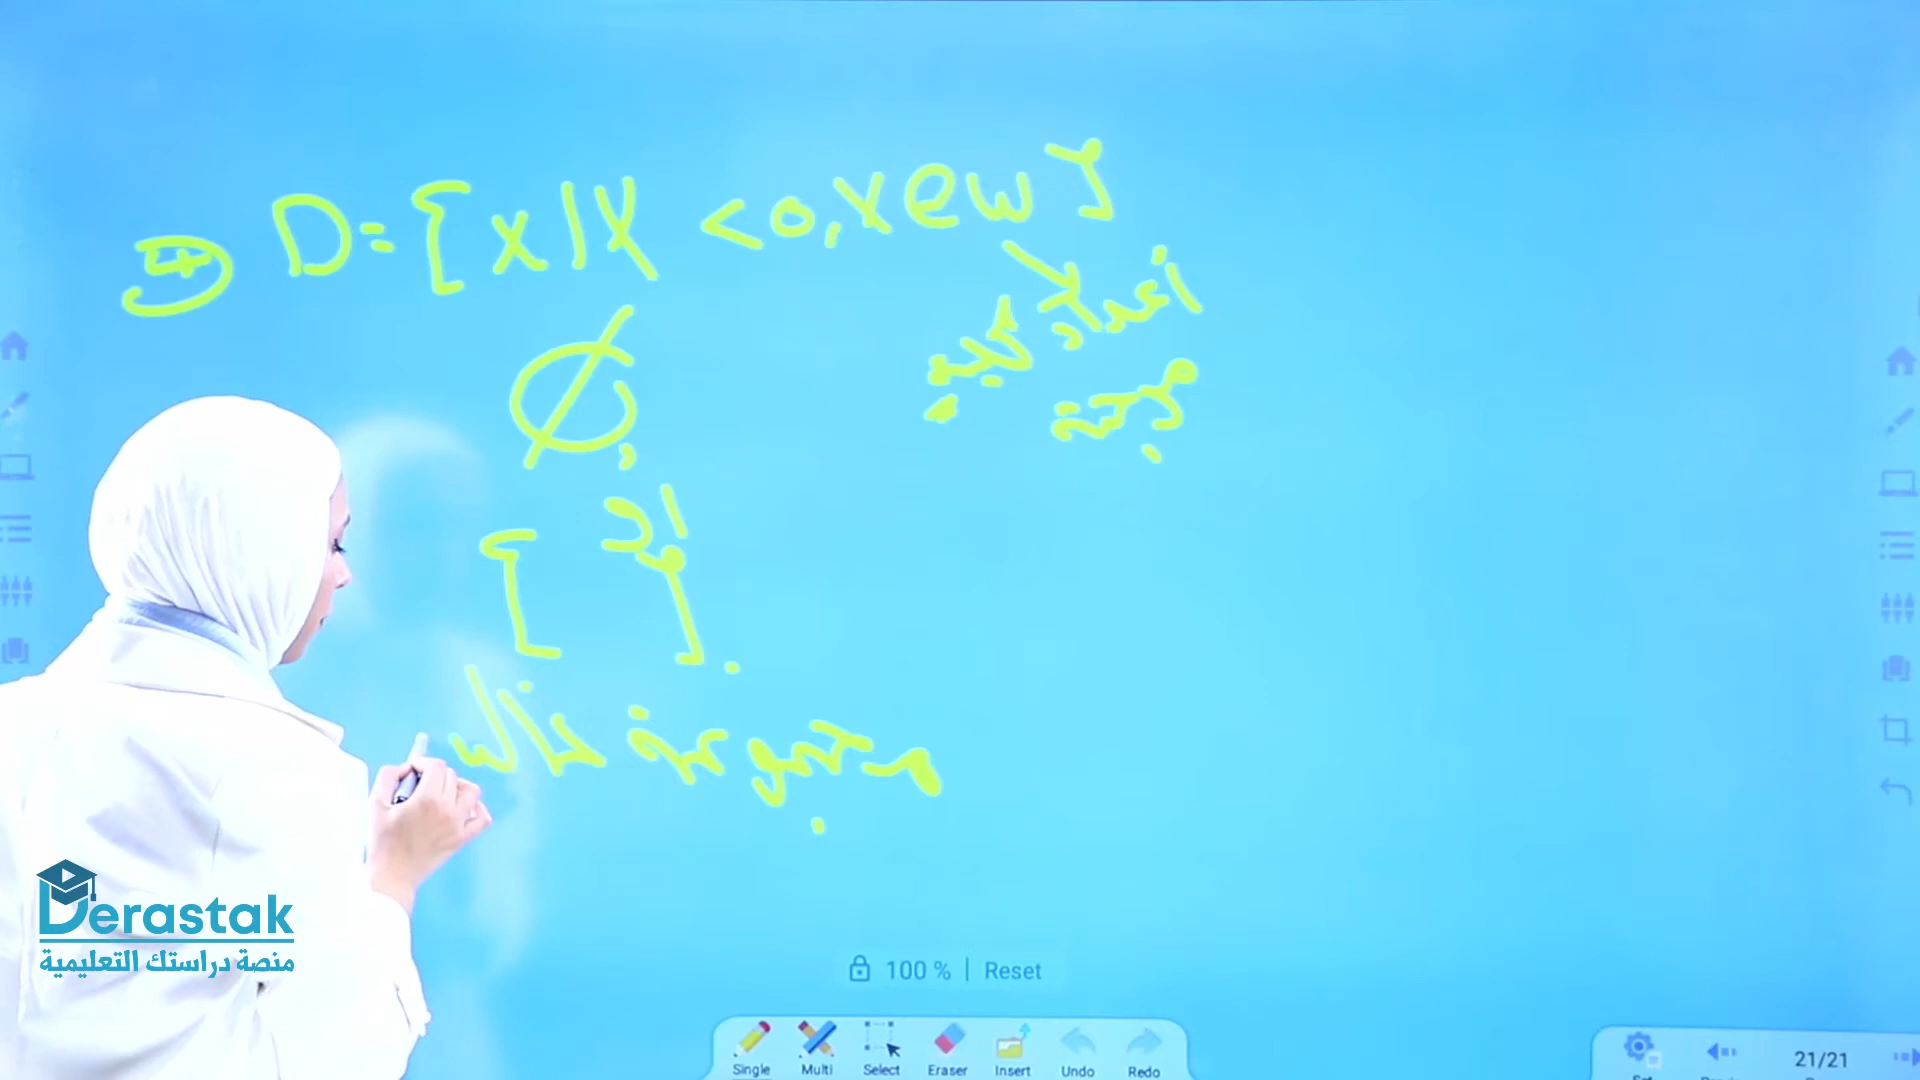 4 D = { x | x < 0, x ∈ w }
أعداد كلية
موجبة
∅,
أو
{ }.
مجموعة خالية
Derastak
منصة دراستك التعليمية
100 % | Reset
Single Multi Select Eraser Insert Undo Redo
21/21